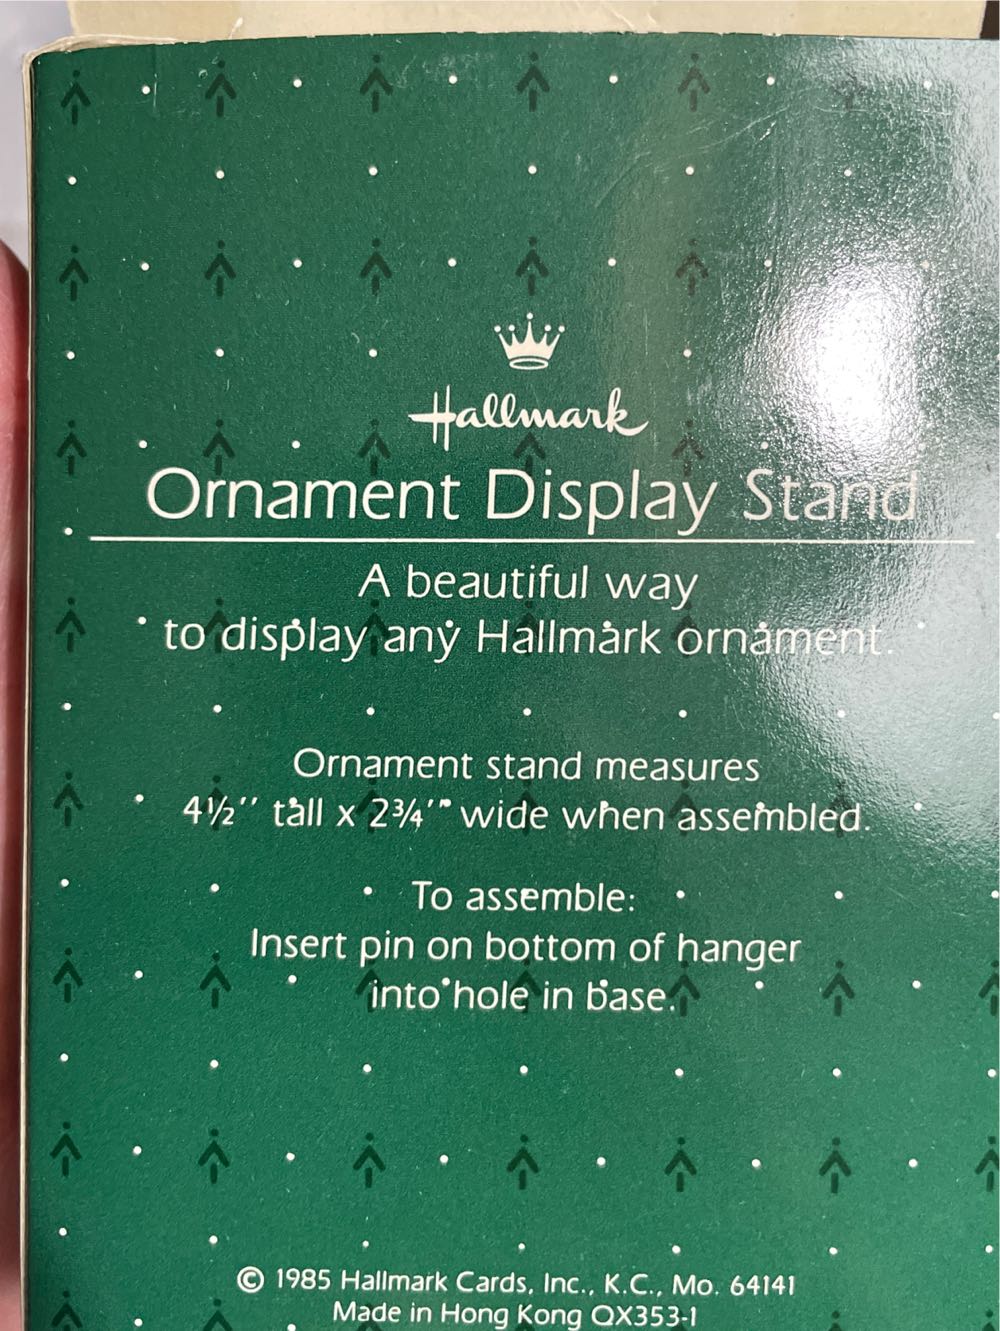 Hallmark
Ornament Display Stand
A beautiful way
to display any Hallmark ornament.
Ornament stand measures
4½'' tall x 2¾'' wide when assembled.
To assemble:
Insert pin on bottom of hanger
into hole in base.
© 1985 Hallmark Cards, Inc., K.C., Mo. 64141
Made in Hong Kong QX353-1